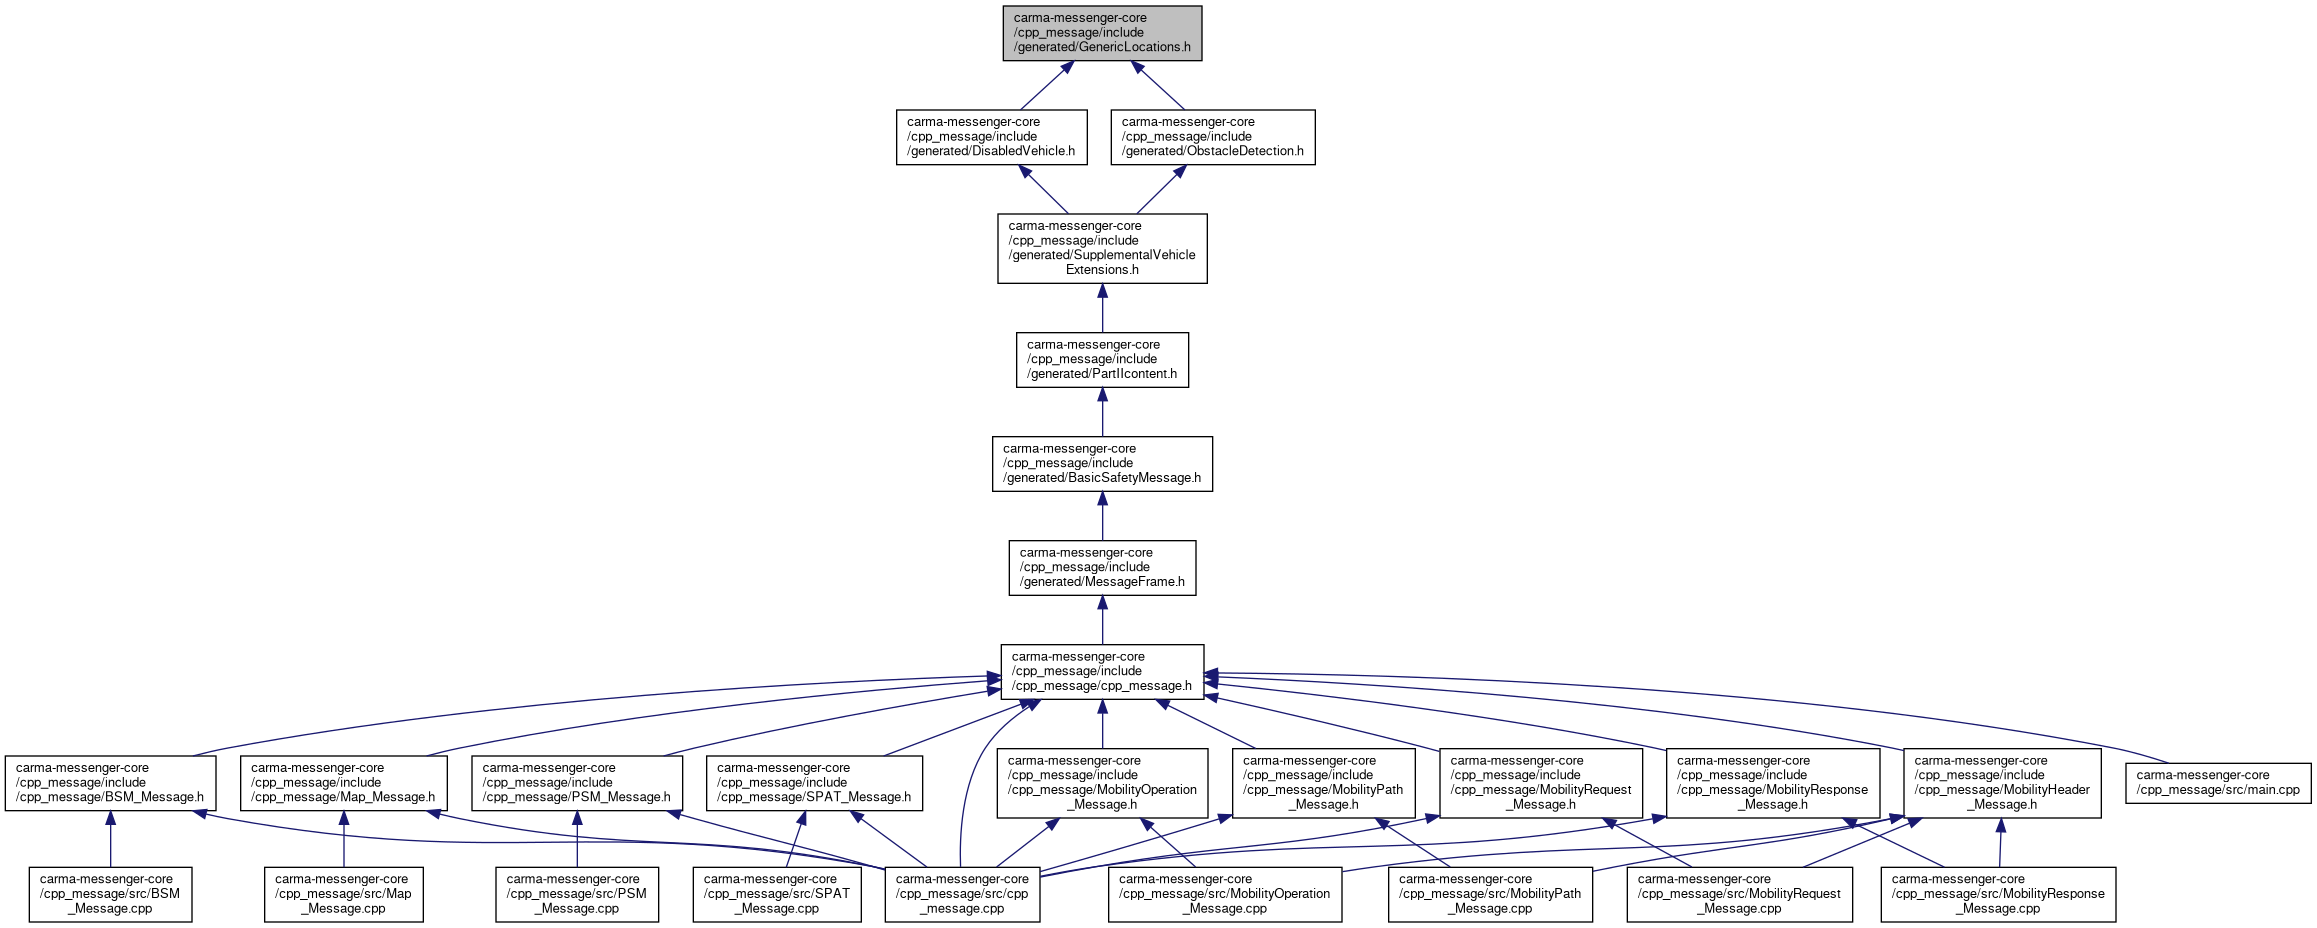 carma-messenger-core
/cpp_message/include
/generated/GenericLocations.h
carma-messenger-core
/cpp_message/include
/generated/DisabledVehicle.h
carma-messenger-core
/cpp_message/include
/generated/ObstacleDetection.h
carma-messenger-core
/cpp_message/include
/generated/SupplementalVehicle
Extensions.h
carma-messenger-core
/cpp_message/include
/generated/PartIIcontent.h
carma-messenger-core
/cpp_message/include
/generated/BasicSafetyMessage.h
carma-messenger-core
/cpp_message/include
/generated/MessageFrame.h
carma-messenger-core
/cpp_message/include
/cpp_message/cpp_message.h
carma-messenger-core
/cpp_message/include
/cpp_message/BSM_Message.h
carma-messenger-core
/cpp_message/include
/cpp_message/Map_Message.h
carma-messenger-core
/cpp_message/include
/cpp_message/PSM_Message.h
carma-messenger-core
/cpp_message/include
/cpp_message/SPAT_Message.h
carma-messenger-core
/cpp_message/include
/cpp_message/MobilityOperation
_Message.h
carma-messenger-core
/cpp_message/include
/cpp_message/MobilityPath
_Message.h
carma-messenger-core
/cpp_message/include
/cpp_message/MobilityRequest
_Message.h
carma-messenger-core
/cpp_message/include
/cpp_message/MobilityResponse
_Message.h
carma-messenger-core
/cpp_message/include
/cpp_message/MobilityHeader
_Message.h
carma-messenger-core
/cpp_message/src/main.cpp
carma-messenger-core
/cpp_message/src/BSM
_Message.cpp
carma-messenger-core
/cpp_message/src/Map
_Message.cpp
carma-messenger-core
/cpp_message/src/PSM
_Message.cpp
carma-messenger-core
/cpp_message/src/SPAT
_Message.cpp
carma-messenger-core
/cpp_message/src/cpp
_message.cpp
carma-messenger-core
/cpp_message/src/MobilityOperation
_Message.cpp
carma-messenger-core
/cpp_message/src/MobilityPath
_Message.cpp
carma-messenger-core
/cpp_message/src/MobilityRequest
_Message.cpp
carma-messenger-core
/cpp_message/src/MobilityResponse
_Message.cpp